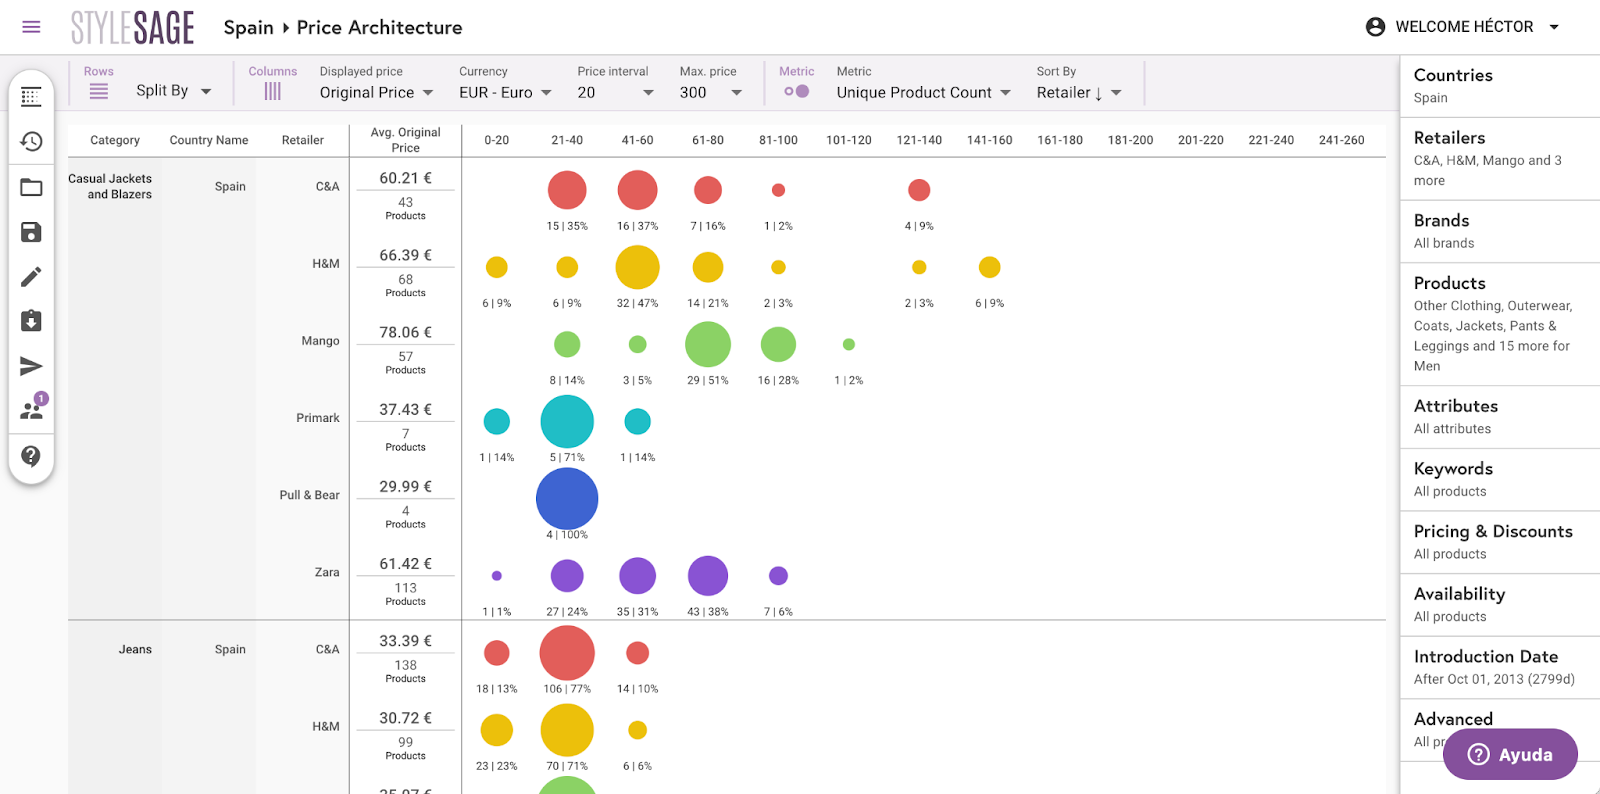 STYLESAGE
Spain ▸ Price Architecture
WELCOME HÉCTOR
Rows
Split By
Columns
Displayed price
Original Price
Currency
EUR - Euro
Price interval
20
Max. price
300
Metric
Metric
Unique Product Count
Sort By
Retailer ↓
Category
Country Name
Retailer
Avg. Original
Price
0-20
21-40
41-60
61-80
81-100
101-120
121-140
141-160
161-180
181-200
201-220
221-240
241-260
Casual Jackets
and Blazers
Spain
C&A
60.21 €
43
Products
15 | 35%
16 | 37%
7 | 16%
1 | 2%
4 | 9%
H&M
66.39 €
68
Products
6 | 9%
6 | 9%
32 | 47%
14 | 21%
2 | 3%
2 | 3%
6 | 9%
Mango
78.06 €
57
Products
8 | 14%
3 | 5%
29 | 51%
16 | 28%
1 | 2%
Primark
37.43 €
7
Products
1 | 14%
5 | 71%
1 | 14%
Pull & Bear
29.99 €
4
Products
4 | 100%
Zara
61.42 €
113
Products
1 | 1%
27 | 24%
35 | 31%
43 | 38%
7 | 6%
Jeans
Spain
C&A
33.39 €
138
Products
18 | 13%
106 | 77%
14 | 10%
H&M
30.72 €
99
Products
23 | 23%
70 | 71%
6 | 6%
1
Countries
Spain
Retailers
C&A, H&M, Mango and 3
more
Brands
All brands
Products
Other Clothing, Outerwear,
Coats, Jackets, Pants &
Leggings and 15 more for
Men
Attributes
All attributes
Keywords
All products
Pricing & Discounts
All products
Availability
All products
Introduction Date
After Oct 01, 2013 (2799d)
Advanced
All pr
Ayuda